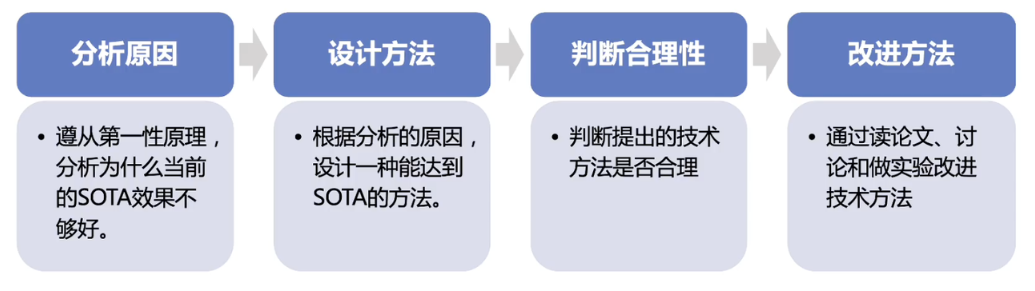 分析原因
设计方法
判断合理性
改进方法
• 遵从第一性原理，
分析为什么当前
的SOTA效果不
够好。
• 根据分析的原因，
设计一种能达到
SOTA的方法。
• 判断提出的技术
方法是否合理
• 通过读论文、讨
论和做实验改进
技术方法